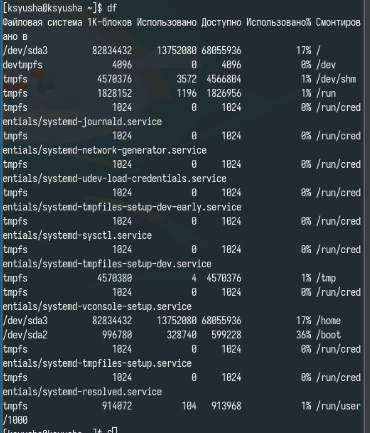 [ksyusha@ksyusha ~]$ df
Файловая система 1K-блоков Использовано Доступно Использовано% Смонтиров
ано в
/dev/sda3 82834432 13752080 68055936 17% /
devtmpfs 4096 0 4096 0% /dev
tmpfs 4570376 3572 4566804 1% /dev/shm
tmpfs 1828152 1196 1826956 1% /run
tmpfs 1024 0 1024 0% /run/cred
entials/systemd-journald.service
tmpfs 1024 0 1024 0% /run/cred
entials/systemd-network-generator.service
tmpfs 1024 0 1024 0% /run/cred
entials/systemd-udev-load-credentials.service
tmpfs 1024 0 1024 0% /run/cred
entials/systemd-tmpfiles-setup-dev-early.service
tmpfs 1024 0 1024 0% /run/cred
entials/systemd-sysctl.service
tmpfs 1024 0 1024 0% /run/cred
entials/systemd-tmpfiles-setup-dev.service
tmpfs 4570380 4 4570376 1% /tmp
tmpfs 1024 0 1024 0% /run/cred
entials/systemd-vconsole-setup.service
/dev/sda3 82834432 13752080 68055936 17% /home
/dev/sda2 996780 328740 599228 36% /boot
tmpfs 1024 0 1024 0% /run/cred
entials/systemd-tmpfiles-setup.service
tmpfs 1024 0 1024 0% /run/cred
entials/systemd-resolved.service
tmpfs 914072 104 913968 1% /run/user
/1000
[ksyusha@ksyusha ~]$